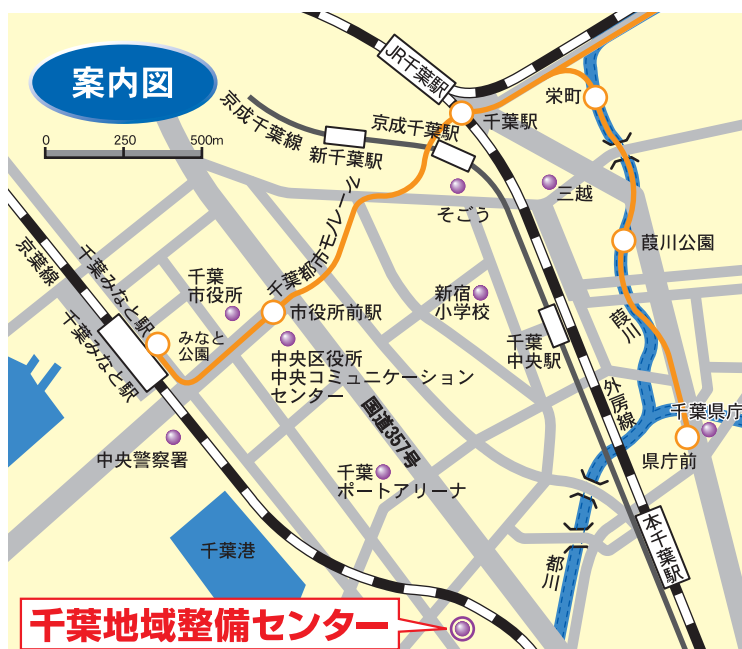 案内図
0 250 500m
JR千葉駅
京成千葉線
新千葉駅
京成千葉駅
千葉駅
栄町
そごう
三越
千葉都市モノレール
葭川公園
京葉線
千葉みなと駅
千葉みなと駅
みなと
公園
千葉
市役所
市役所前駅
新宿
小学校
千葉
中央駅
葭川
外房線
中央区役所
中央コミュニケーション
センター
国道357号
千葉県庁
県庁前
中央警察署
千葉
ポートアリーナ
千葉港
都川
本千葉駅
千葉地域整備センター